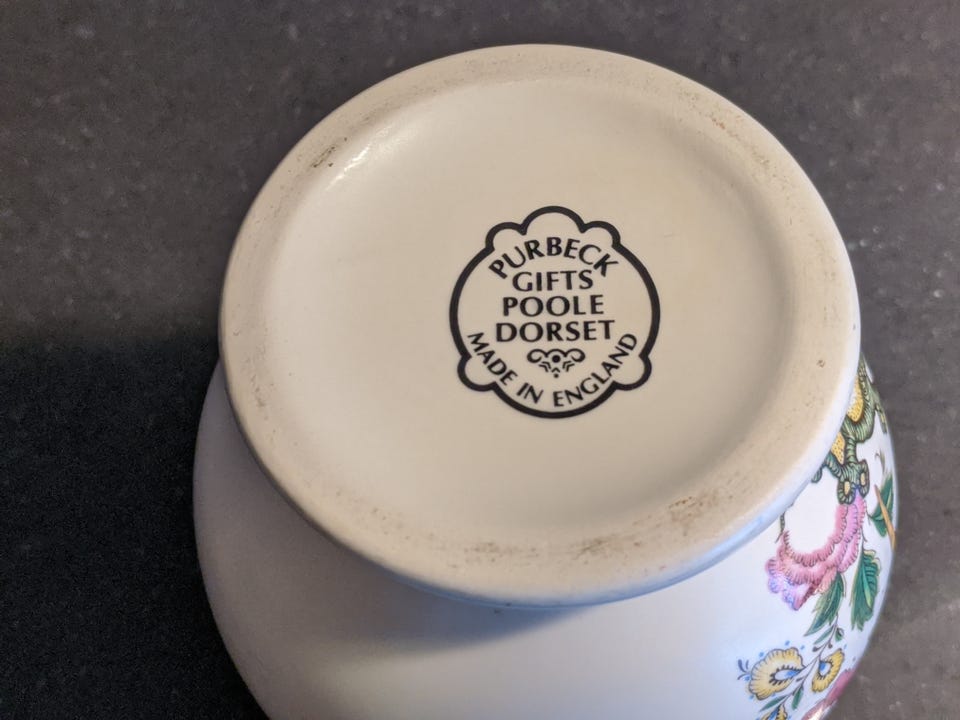 PURBECK
GIFTS
POOLE
DORSET
MADE IN ENGLAND